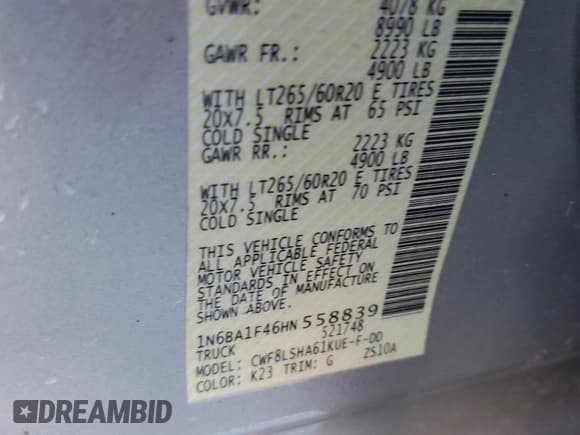 GVWR: 4078 KG
8990 LB
GAWR FR.: 2223 KG
4900 LB
WITH LT265/60R20 E TIRES
20X7.5 RIMS AT 65 PSI
COLD SINGLE
GAWR RR.: 2223 KG
4900 LB
WITH LT265/60R20 E TIRES
20X7.5 RIMS AT 70 PSI
COLD SINGLE
THIS VEHICLE CONFORMS TO
ALL APPLICABLE FEDERAL
MOTOR VEHICLE SAFETY
STANDARDS IN EFFECT ON
THE DATE OF MANUFACTURE
SHOWN ABOVE.
1N6BA1F46HN558839
TRUCK 521748
MODEL: CWF8LSHA61KUE-F-DD
COLOR: K23 TRIM: G ZS10A
DREAMBID